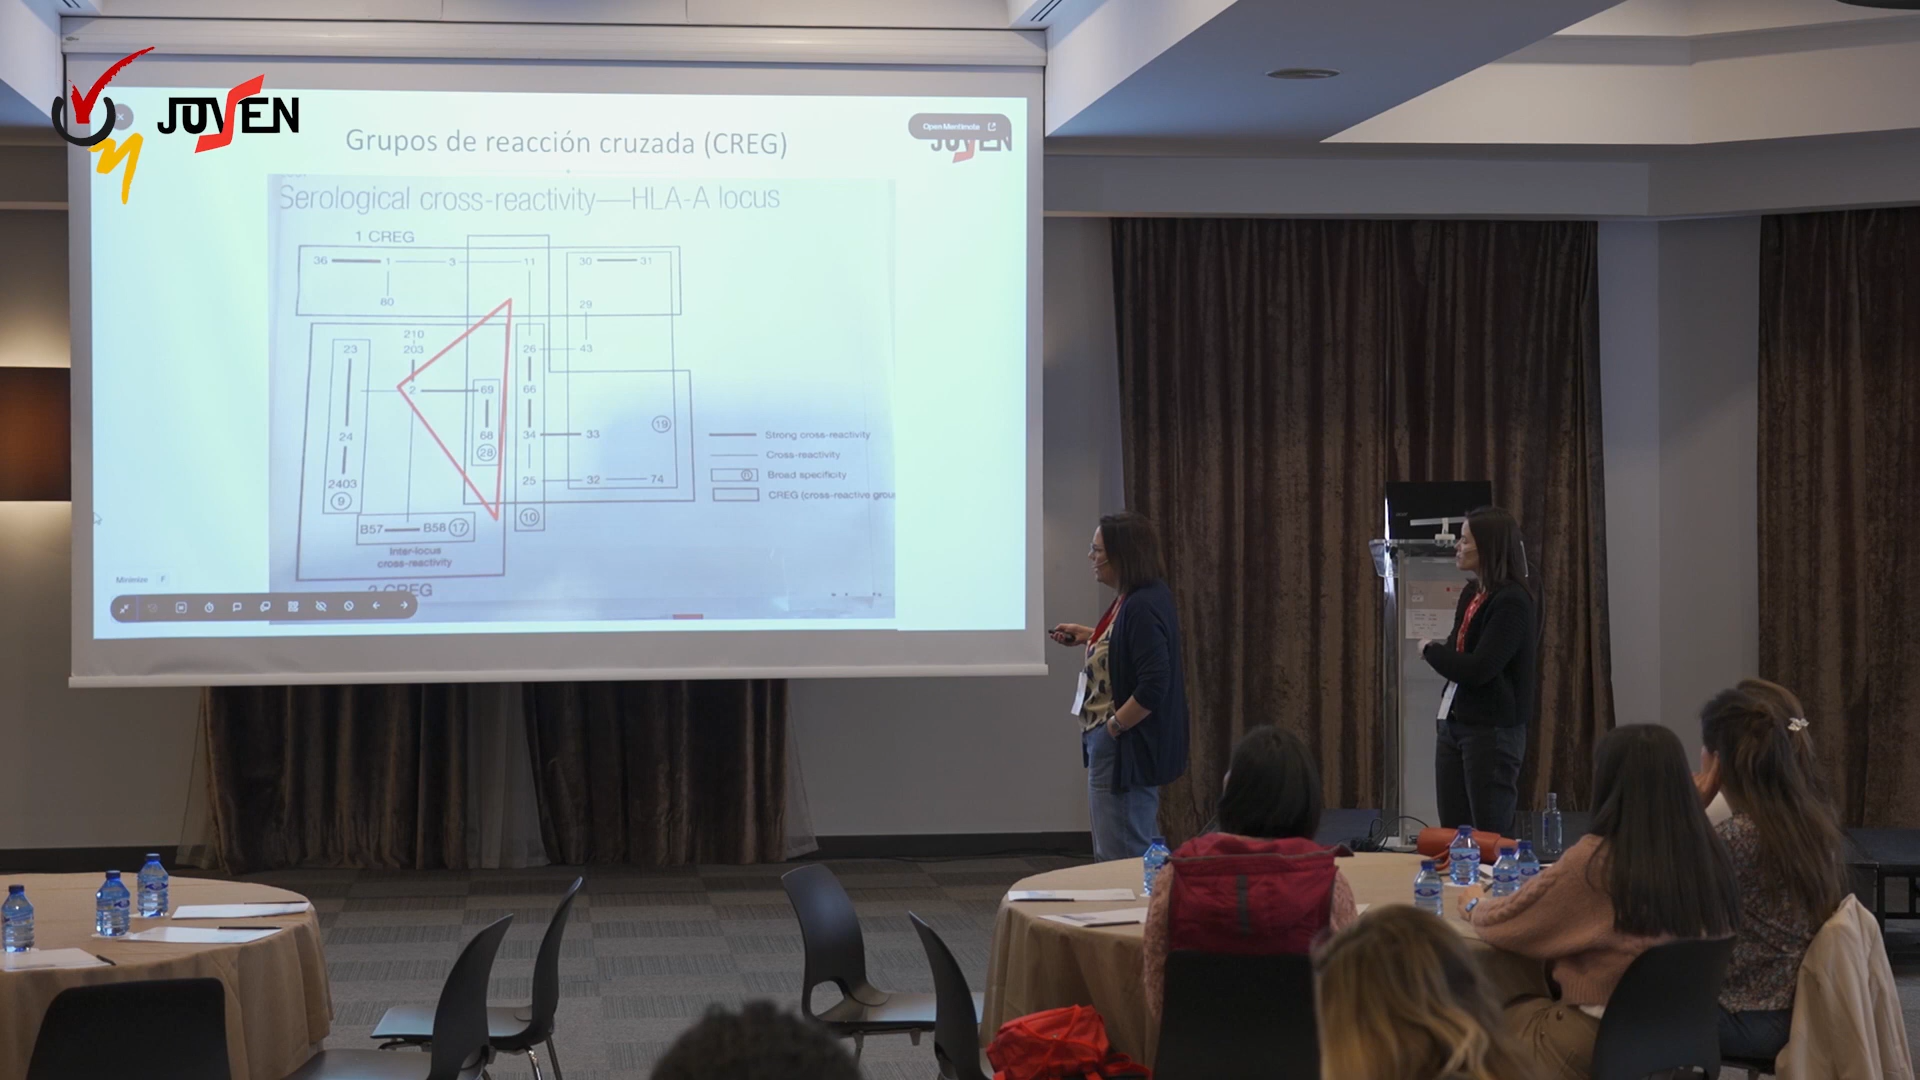 JOVEN
Grupos de reacción cruzada (CREG)
Open Mentimeter
JOVEN
Serological cross-reactivity—HLA-A locus
1 CREG
36 1 3 11 30 31
80 29
210
23 203 26 43
2 69 66
19
24 68 34 33
28
2403 25 32 74
9 10
B57 B58 17
Inter-locus
cross-reactivity
2 CREG
Strong cross-reactivity
Cross-reactivity
Broad specificity
CREG (cross-reactive grou
Minimize F